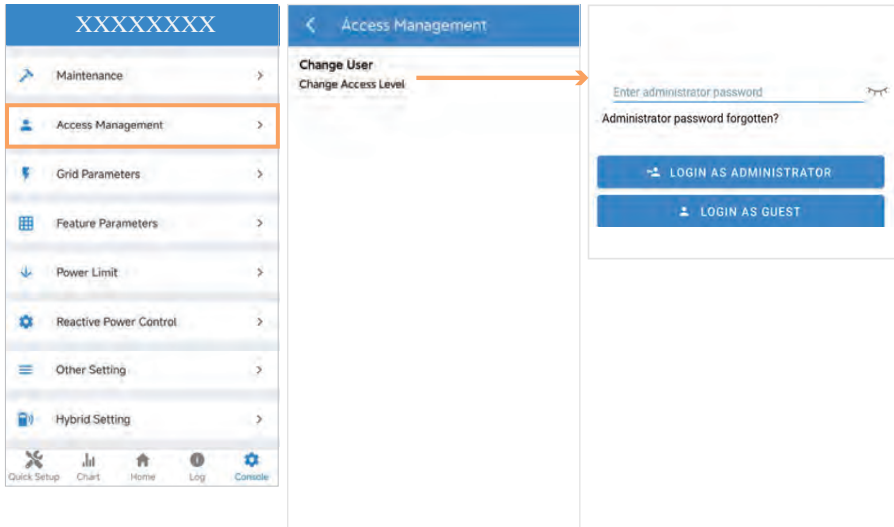 XXXXXXXX
Maintenance
Access Management
Grid Parameters
Feature Parameters
Power Limit
Reactive Power Control
Other Setting
Hybrid Setting
Quick Setup
Chart
Home
Log
Console
Access Management
Change User
Change Access Level
Enter administrator password
Administrator password forgotten?
LOGIN AS ADMINISTRATOR
LOGIN AS GUEST